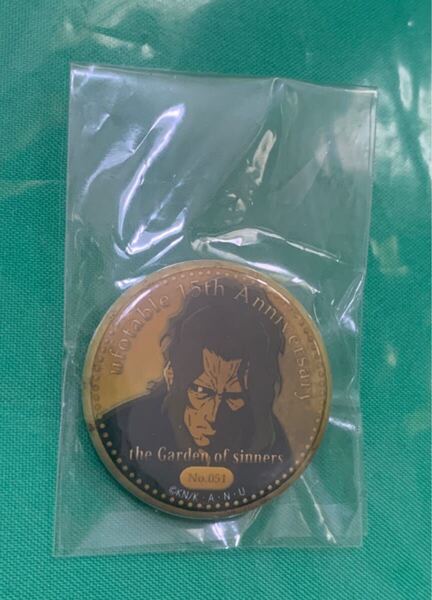 ufotable 15th Anniversary
the Garden of sinners
No.051
©KN/K・A・N・U